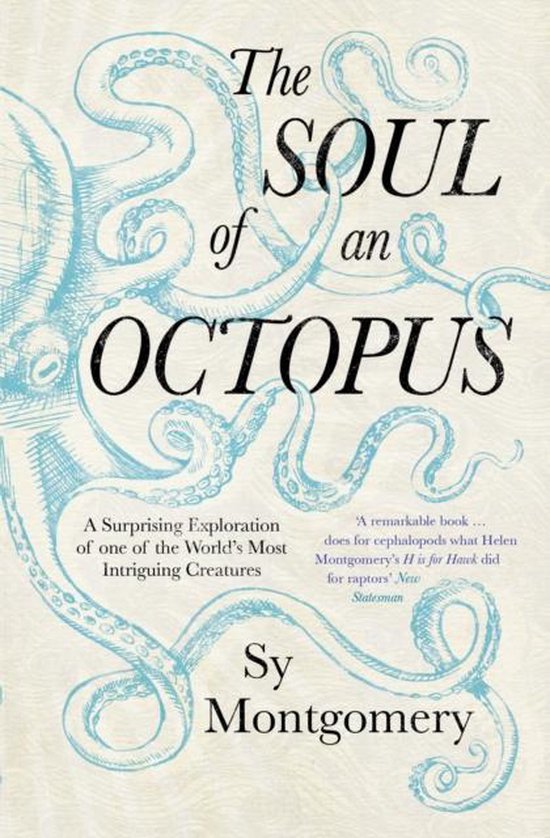 The
SOUL
of an
OCTOPUS
A Surprising Exploration
of one of the World's Most
Intriguing Creatures
'A remarkable book ...
does for cephalopods what Helen
Montgomery's H is for Hawk did
for raptors' New
Statesman
Sy
Montgomery